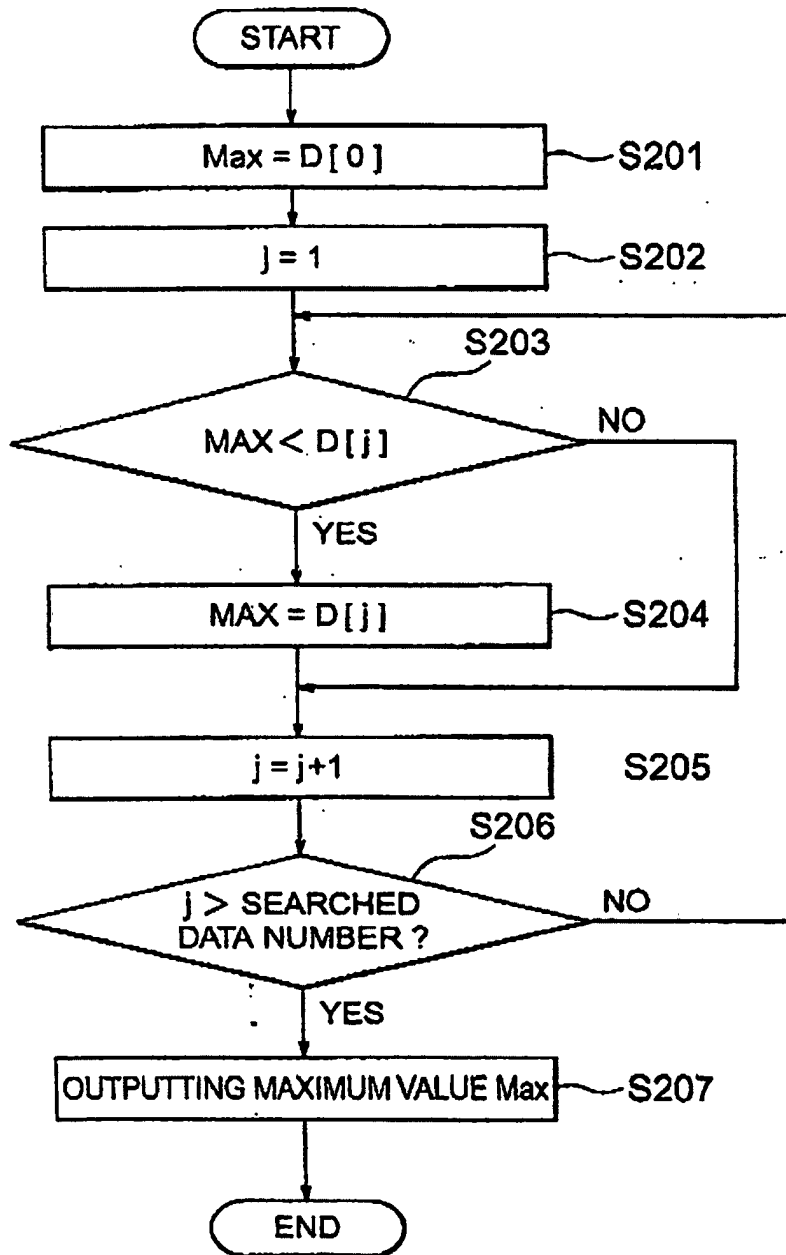 START
Max = D [ 0 ]
S201
j = 1
S202
S203
MAX < D [ j ]
NO
YES
MAX = D [ j ]
S204
j = j+1
S205
S206
j > SEARCHED
DATA NUMBER ?
NO
YES
OUTPUTTING MAXIMUM VALUE Max
S207
END